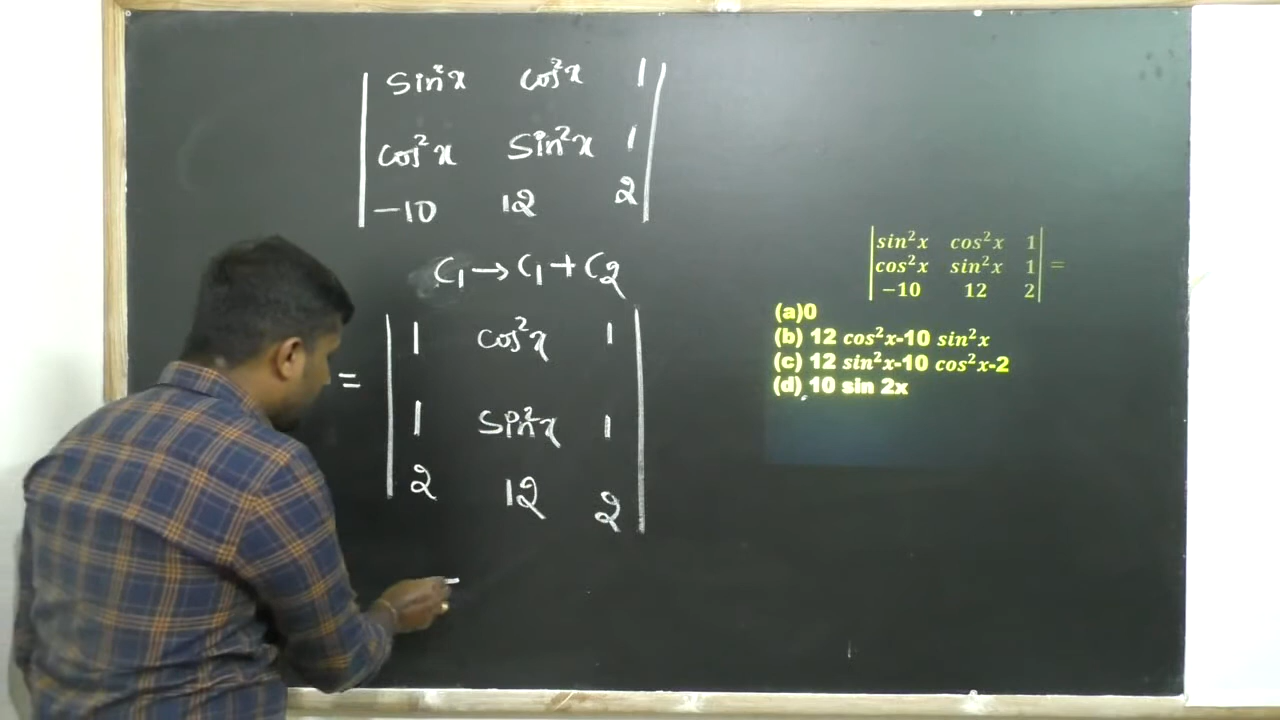 | sin²x cos²x 1 |
| cos²x sin²x 1 |
| -10 12 2 |
C₁→C₁+C₂
| 1 cos²x 1 |
= | 1 sin²x 1 |
| 2 12 2 |
| sin²x cos²x 1 |
| cos²x sin²x 1 | =
| -10 12 2 |
(a)0
(b) 12 cos²x-10 sin²x
(c) 12 sin²x-10 cos²x-2
(d) 10 sin 2x